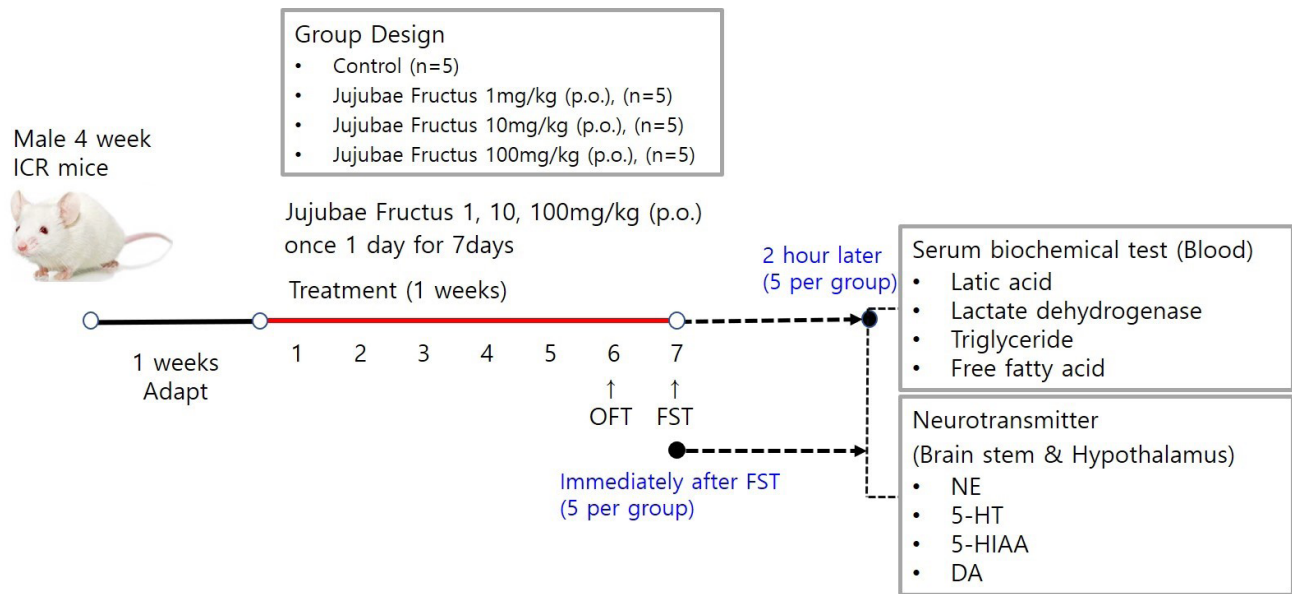 Group Design
• Control (n=5)
• Jujubae Fructus 1mg/kg (p.o.), (n=5)
• Jujubae Fructus 10mg/kg (p.o.), (n=5)
• Jujubae Fructus 100mg/kg (p.o.), (n=5)
Male 4 week
ICR mice
Jujubae Fructus 1, 10, 100mg/kg (p.o.)
once 1 day for 7days
Treatment (1 weeks)
1 weeks
Adapt
1 2 3 4 5 6 7
↑ ↑
OFT FST
2 hour later
(5 per group)
Immediately after FST
(5 per group)
Serum biochemical test (Blood)
• Latic acid
• Lactate dehydrogenase
• Triglyceride
• Free fatty acid
Neurotransmitter
(Brain stem & Hypothalamus)
• NE
• 5-HT
• 5-HIAA
• DA